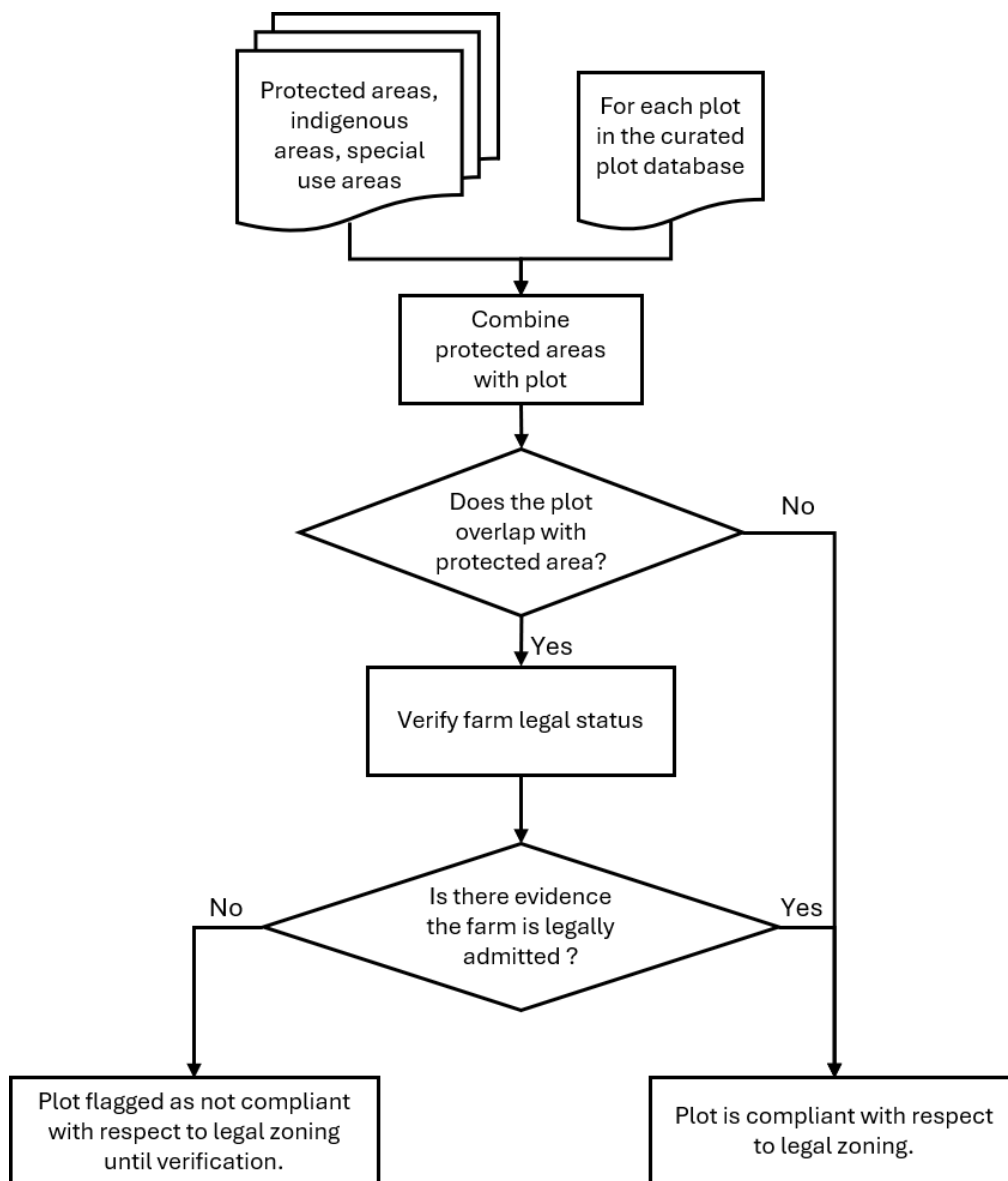 Protected areas,
indigenous
areas, special
use areas
For each plot
in the curated
plot database
Combine
protected areas
with plot
Does the plot
overlap with
protected area?
No
Yes
Verify farm legal status
Is there evidence
the farm is legally
admitted ?
No
Yes
Plot flagged as not compliant
with respect to legal zoning
until verification.
Plot is compliant with respect
to legal zoning.